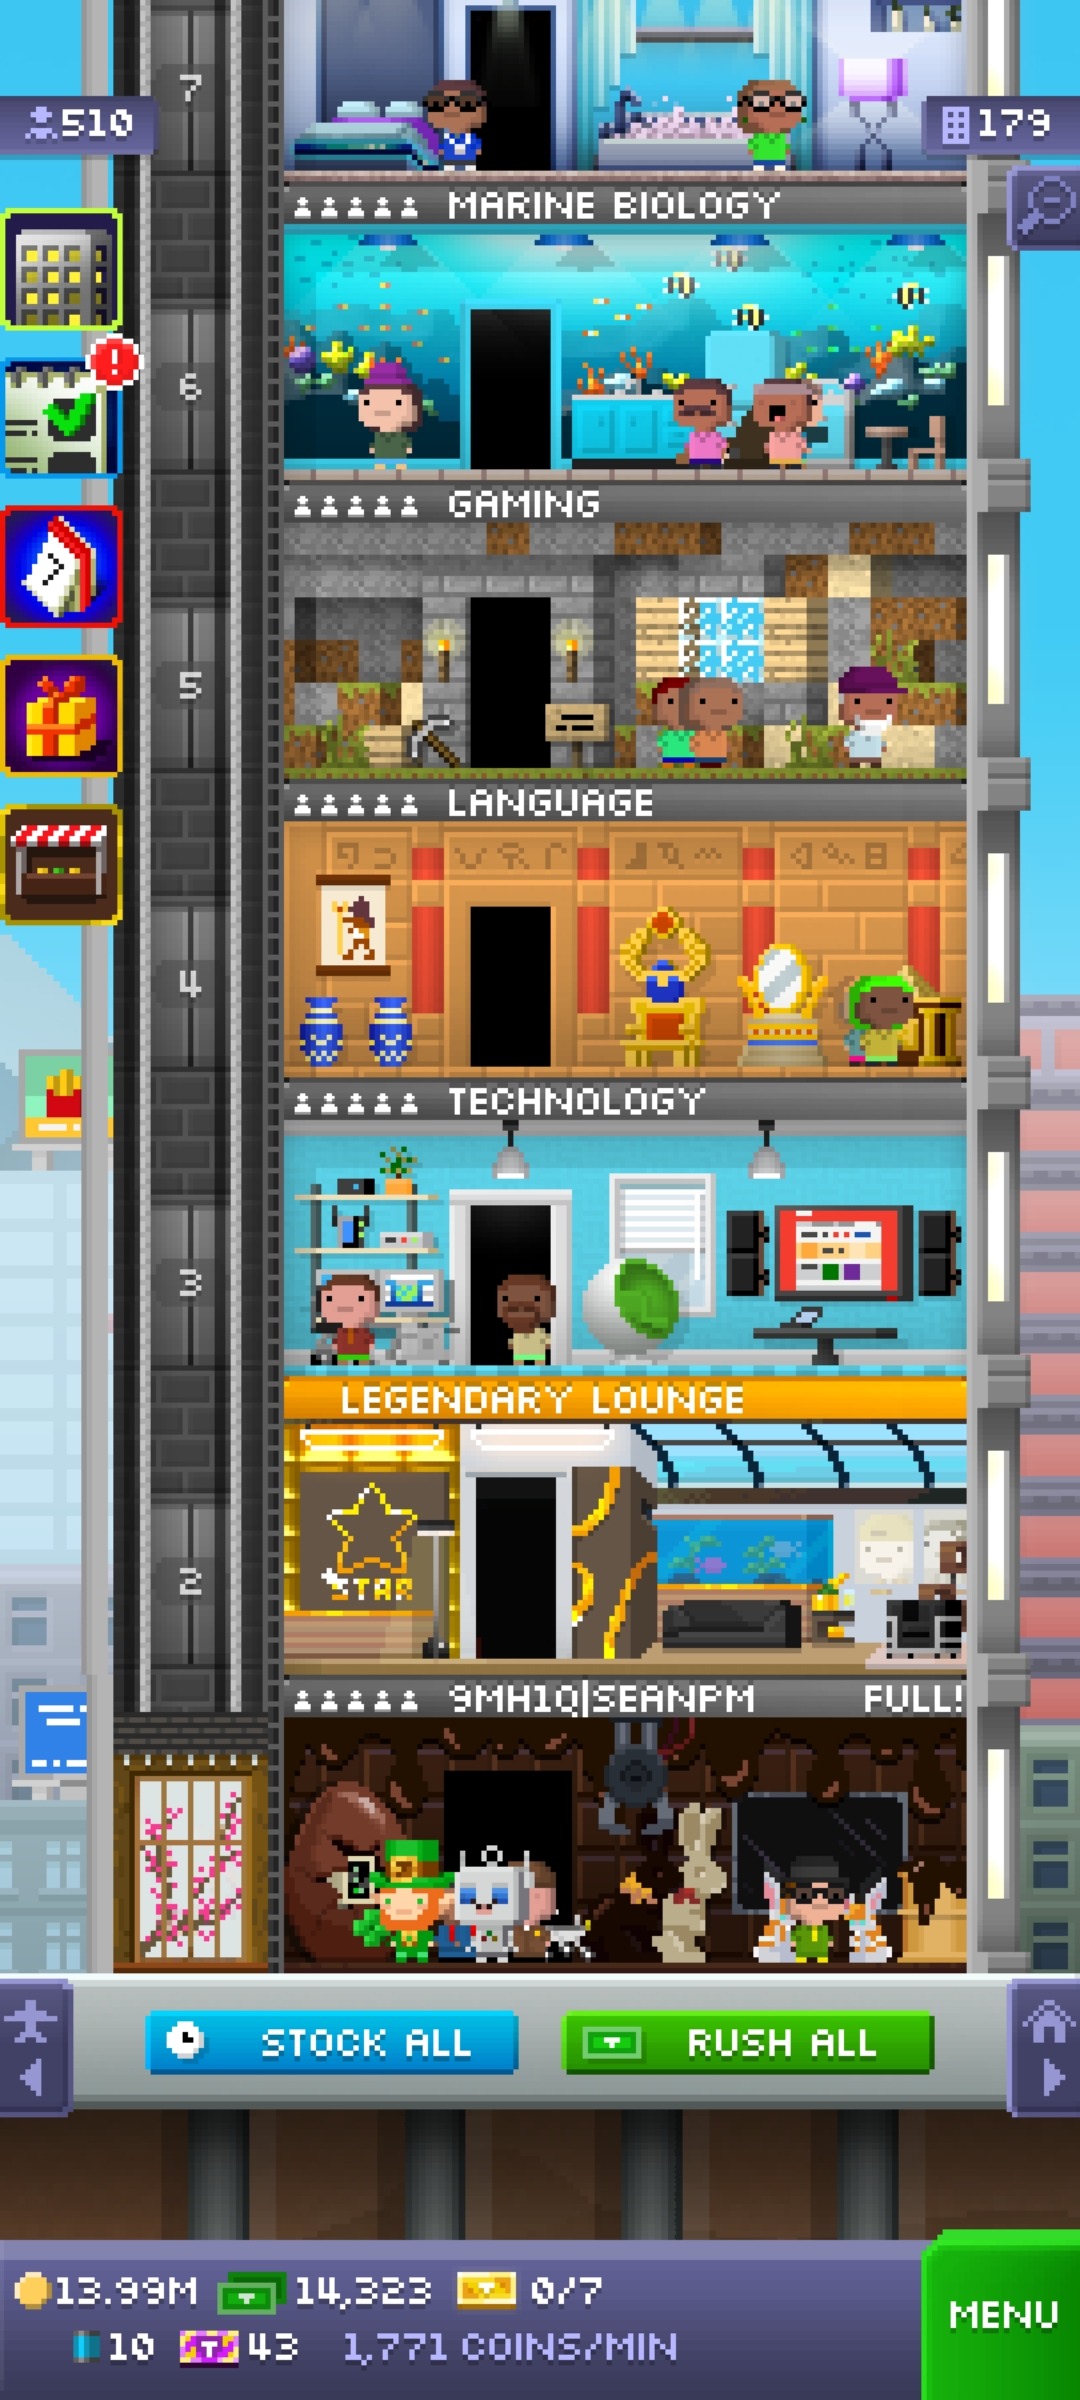 7
510
179
MARINE BIOLOGY
6
GAMING
5
LANGUAGE
4
TECHNOLOGY
3
LEGENDARY LOUNGE
STAR
2
9MH1Q|SEANPM FULL!
STOCK ALL
RUSH ALL
13.99M 14,323 0/7
10 43 1,771 COINS/MIN
MENU